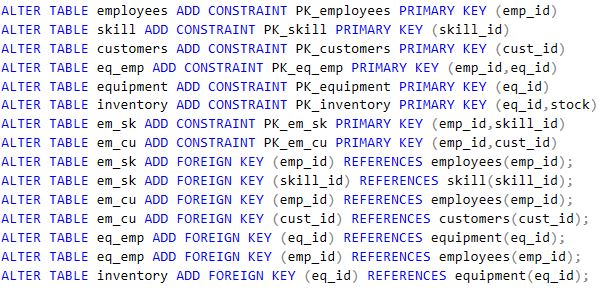 ALTER TABLE employees ADD CONSTRAINT PK_employees PRIMARY KEY (emp_id)
ALTER TABLE skill ADD CONSTRAINT PK_skill PRIMARY KEY (skill_id)
ALTER TABLE customers ADD CONSTRAINT PK_customers PRIMARY KEY (cust_id)
ALTER TABLE eq_emp ADD CONSTRAINT PK_eq_emp PRIMARY KEY (emp_id,eq_id)
ALTER TABLE equipment ADD CONSTRAINT PK_equipment PRIMARY KEY (eq_id)
ALTER TABLE inventory ADD CONSTRAINT PK_inventory PRIMARY KEY (eq_id,stock)
ALTER TABLE em_sk ADD CONSTRAINT PK_em_sk PRIMARY KEY (emp_id,skill_id)
ALTER TABLE em_cu ADD CONSTRAINT PK_em_cu PRIMARY KEY (emp_id,cust_id)
ALTER TABLE em_sk ADD FOREIGN KEY (emp_id) REFERENCES employees(emp_id);
ALTER TABLE em_sk ADD FOREIGN KEY (skill_id) REFERENCES skill(skill_id);
ALTER TABLE em_cu ADD FOREIGN KEY (emp_id) REFERENCES employees(emp_id);
ALTER TABLE em_cu ADD FOREIGN KEY (cust_id) REFERENCES customers(cust_id);
ALTER TABLE eq_emp ADD FOREIGN KEY (eq_id) REFERENCES equipment(eq_id);
ALTER TABLE eq_emp ADD FOREIGN KEY (emp_id) REFERENCES employees(emp_id);
ALTER TABLE inventory ADD FOREIGN KEY (eq_id) REFERENCES equipment(eq_id);